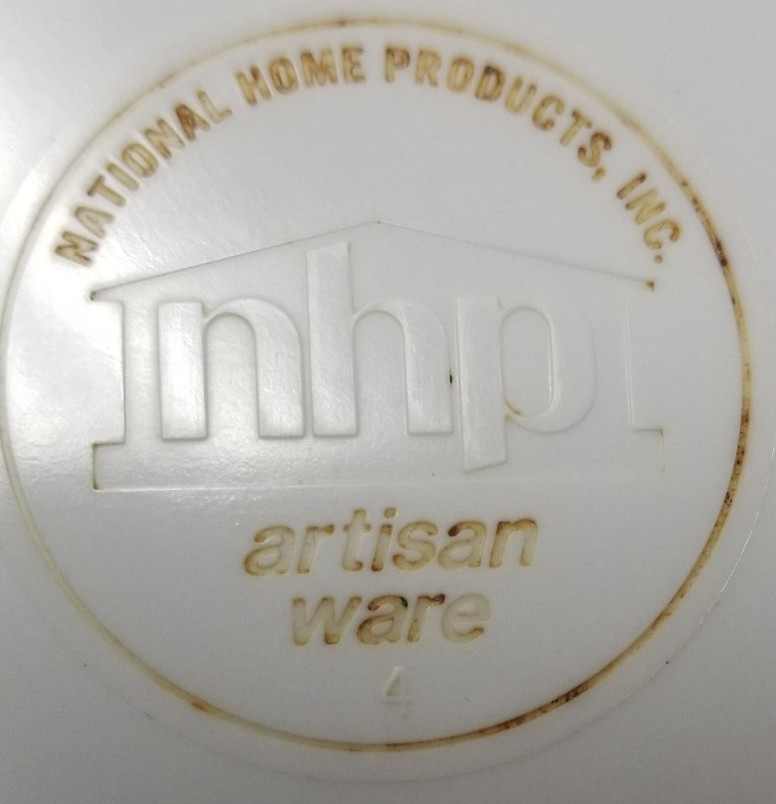 NATIONAL HOME PRODUCTS, INC.
nhp
artisan
ware
4